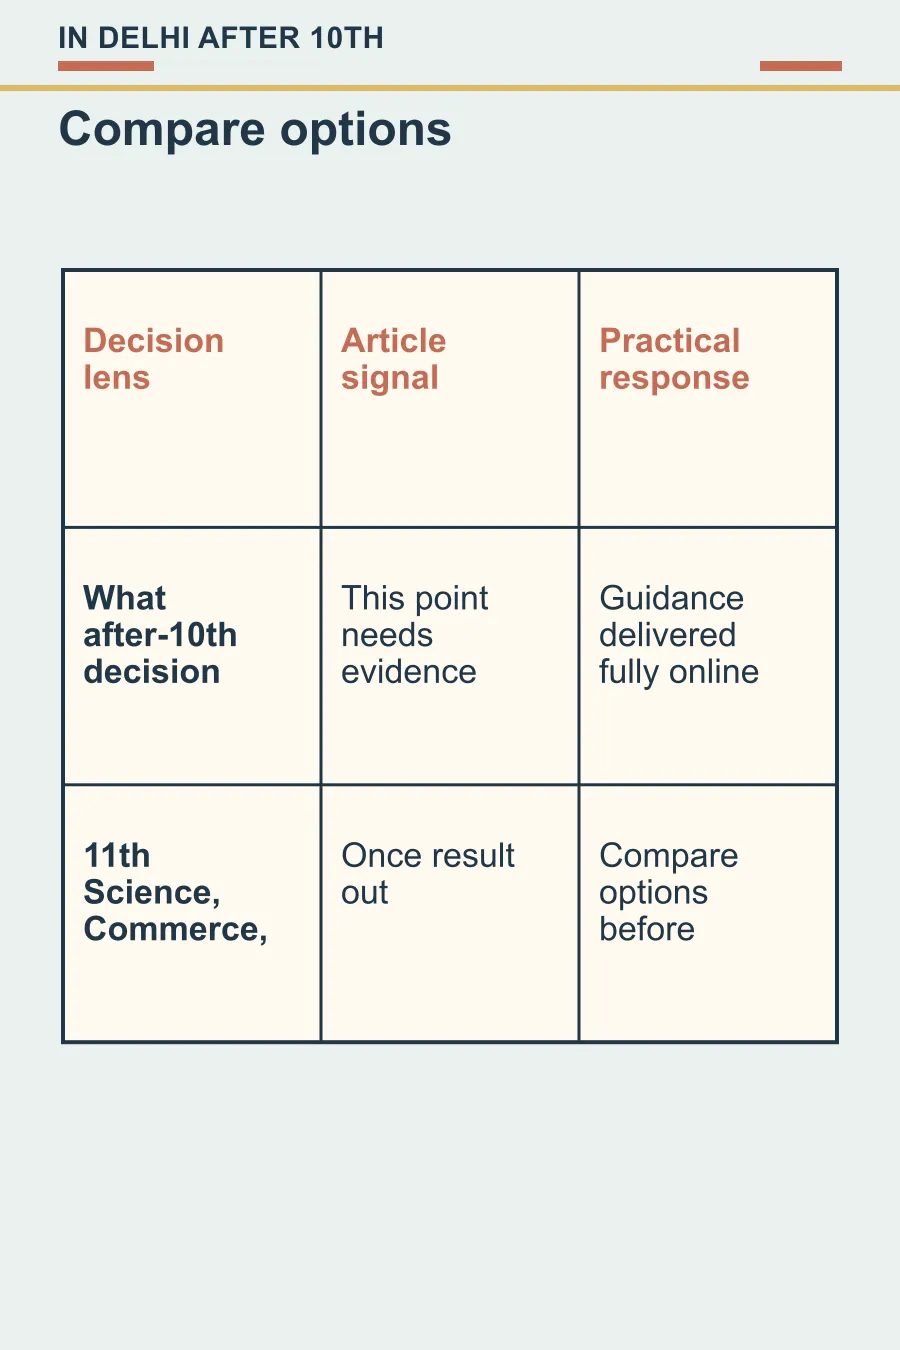 IN DELHI AFTER 10TH
Compare options
Decision
lens
Article
signal
Practical
response
What
after-10th
decision
This point
needs
evidence
Guidance
delivered
fully online
11th
Science,
Commerce,
Once result
out
Compare
options
before